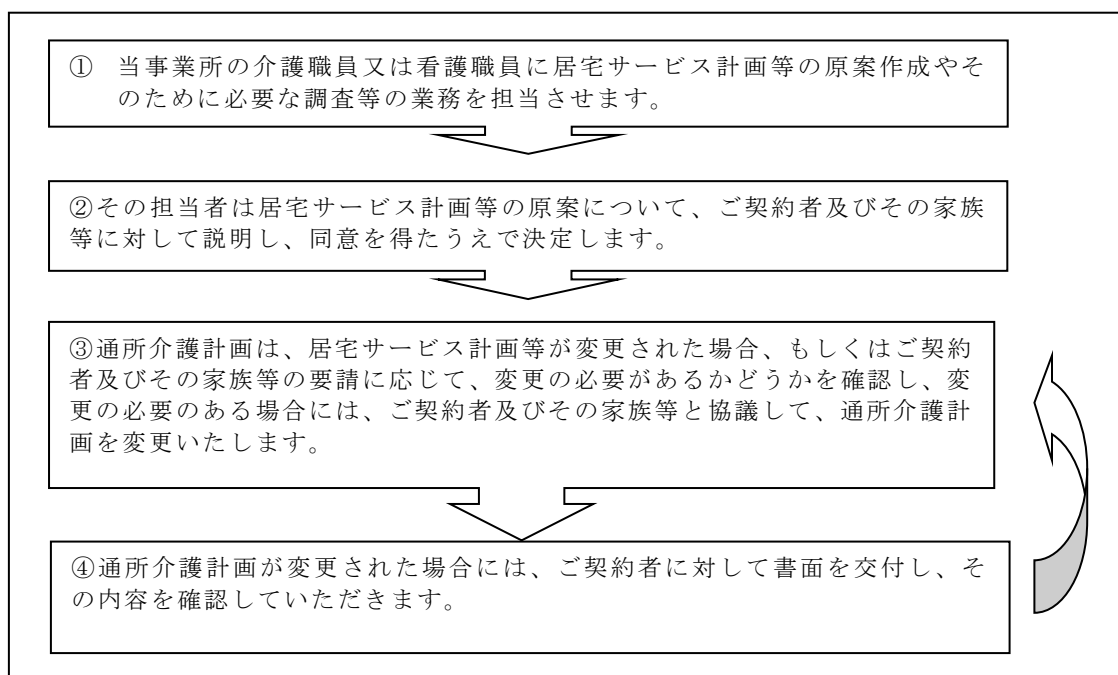 ① 当事業所の介護職員又は看護職員に居宅サービス計画等の原案作成やそ
のために必要な調査等の業務を担当させます。
②その担当者は居宅サービス計画等の原案について、ご契約者及びその家族
等に対して説明し、同意を得たうえで決定します。
③通所介護計画は、居宅サービス計画等が変更された場合、もしくはご契約
者及びその家族等の要請に応じて、変更の必要があるかどうかを確認し、変
更の必要のある場合には、ご契約者及びその家族等と協議して、通所介護計
画を変更いたします。
④通所介護計画が変更された場合には、ご契約者に対して書面を交付し、そ
の内容を確認していただきます。